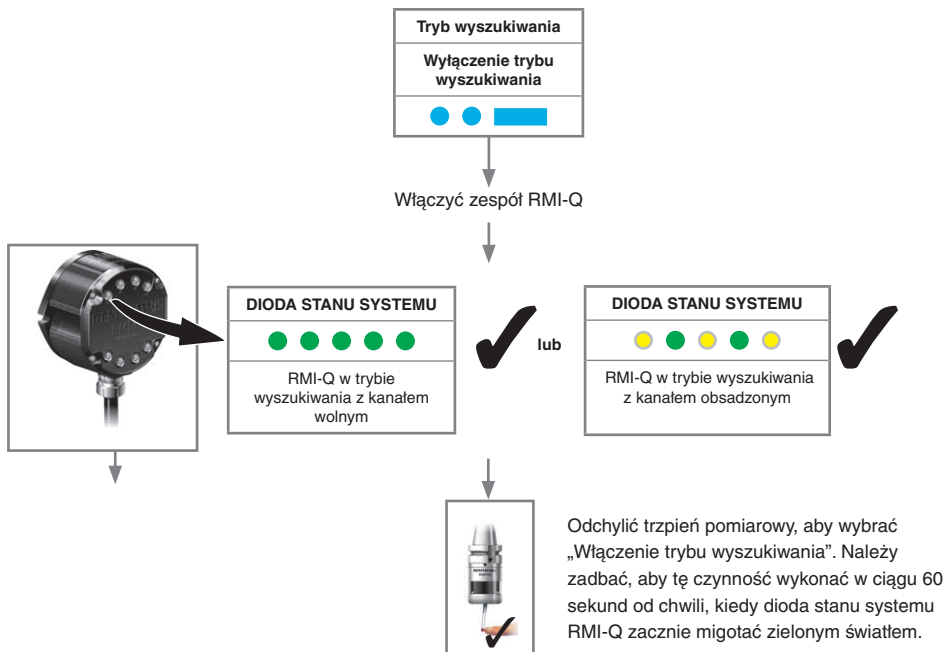 Tryb wyszukiwania
Wyłączenie trybu
wyszukiwania
Włączyć zespół RMI-Q
DIODA STANU SYSTEMU
RMI-Q w trybie
wyszukiwania z kanałem
wolnym
lub
DIODA STANU SYSTEMU
RMI-Q w trybie wyszukiwania
z kanałem obsadzonym
Odchylić trzpień pomiarowy, aby wybrać
„Włączenie trybu wyszukiwania”. Należy
zadbać, aby tę czynność wykonać w ciągu 60
sekund od chwili, kiedy dioda stanu systemu
RMI-Q zacznie migotać zielonym światłem.